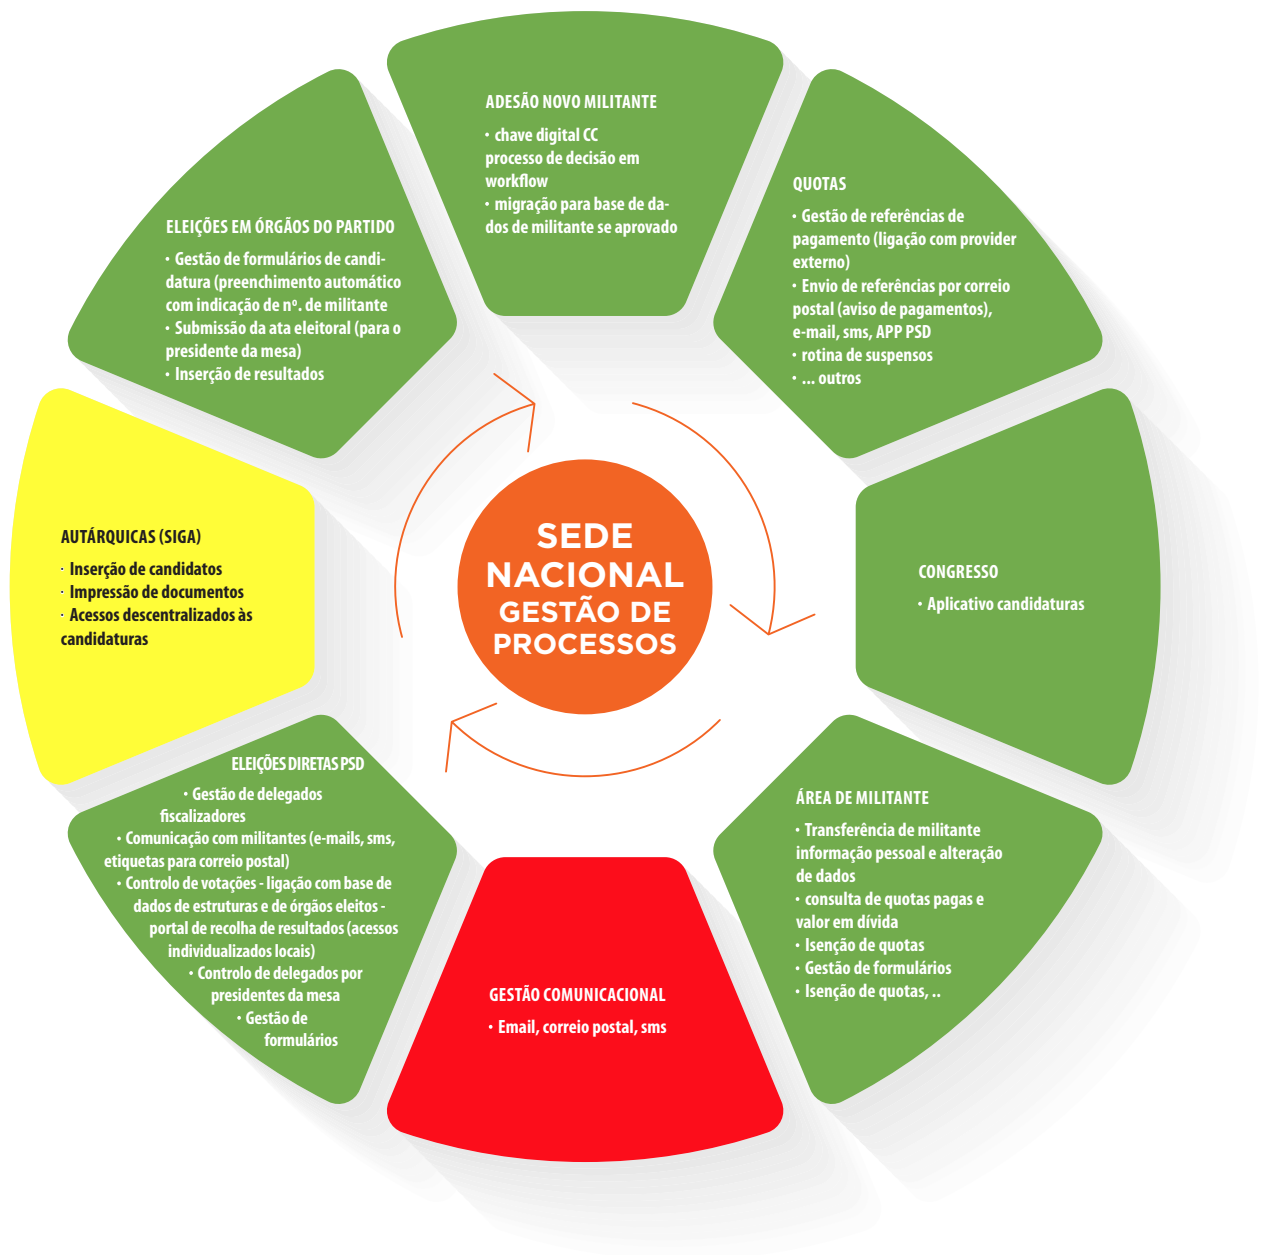 ADESÃO NOVO MILITANTE
· chave digital CC
processo de decisão em
workflow
· migração para base de da-
dos de militante se aprovado
QUOTAS
· Gestão de referências de
pagamento (ligação com provider
externo)
· Envio de referências por correio
postal (aviso de pagamentos),
e-mail, sms, APP PSD
· rotina de suspensos
· ... outros
CONGRESSO
· Aplicativo candidaturas
ÁREA DE MILITANTE
· Transferência de militante
informação pessoal e alteração
de dados
· consulta de quotas pagas e
valor em dívida
· Isenção de quotas
· Gestão de formulários
· Isenção de quotas, ..
GESTÃO COMUNICACIONAL
· Email, correio postal, sms
ELEIÇÕES DIRETAS PSD
· Gestão de delegados
fiscalizadores
· Comunicação com militantes (e-mails, sms,
etiquetas para correio postal)
· Controlo de votações - ligação com base de
dados de estruturas e de órgãos eleitos -
portal de recolha de resultados (acessos
individualizados locais)
· Controlo de delegados por
presidentes da mesa
· Gestão de
formulários
AUTÁRQUICAS (SIGA)
· Inserção de candidatos
· Impressão de documentos
· Acessos descentralizados às
candidaturas
ELEIÇÕES EM ÓRGÃOS DO PARTIDO
· Gestão de formulários de candi-
datura (preenchimento automático
com indicação de nº. de militante
· Submissão da ata eleitoral (para o
presidente da mesa)
· Inserção de resultados
SEDE
NACIONAL
GESTÃO DE
PROCESSOS